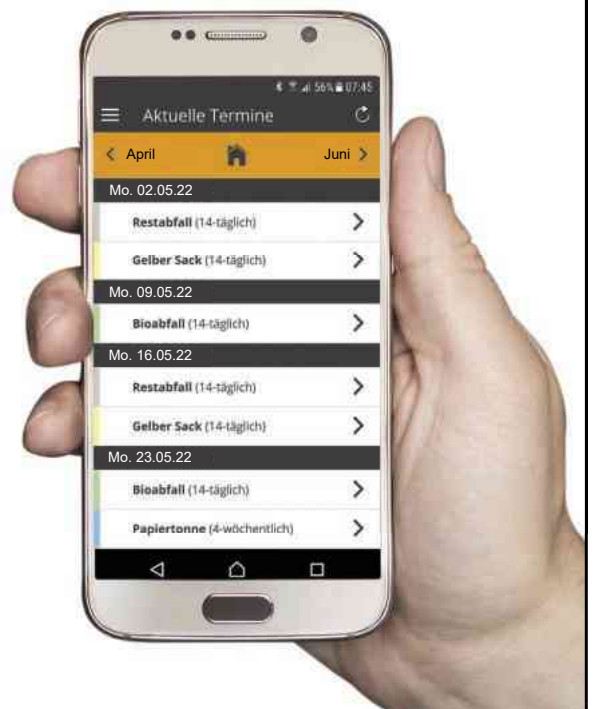 56% 07:45
Aktuelle Termine
April Juni
Mo. 02.05.22
Restabfall (14-täglich)
Gelber Sack (14-täglich)
Mo. 09.05.22
Bioabfall (14-täglich)
Mo. 16.05.22
Restabfall (14-täglich)
Gelber Sack (14-täglich)
Mo. 23.05.22
Bioabfall (14-täglich)
Papiertonne (4-wöchentlich)